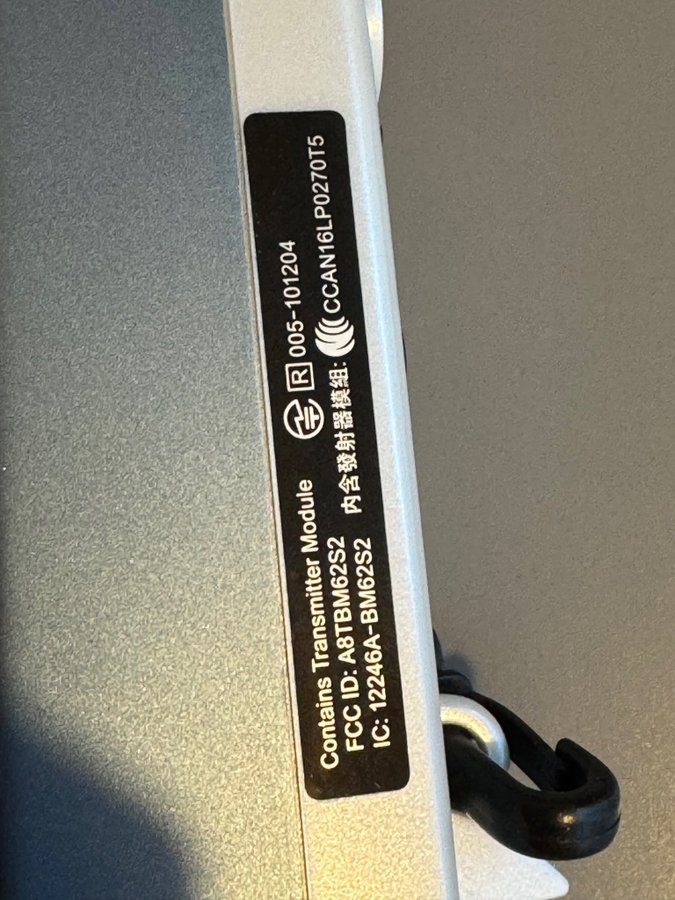 Contains Transmitter Module
FCC ID: A8TBM62S2
IC: 12246A-BM62S2
R 005-101204
內含發射器模組: CCAN16LP0270T5